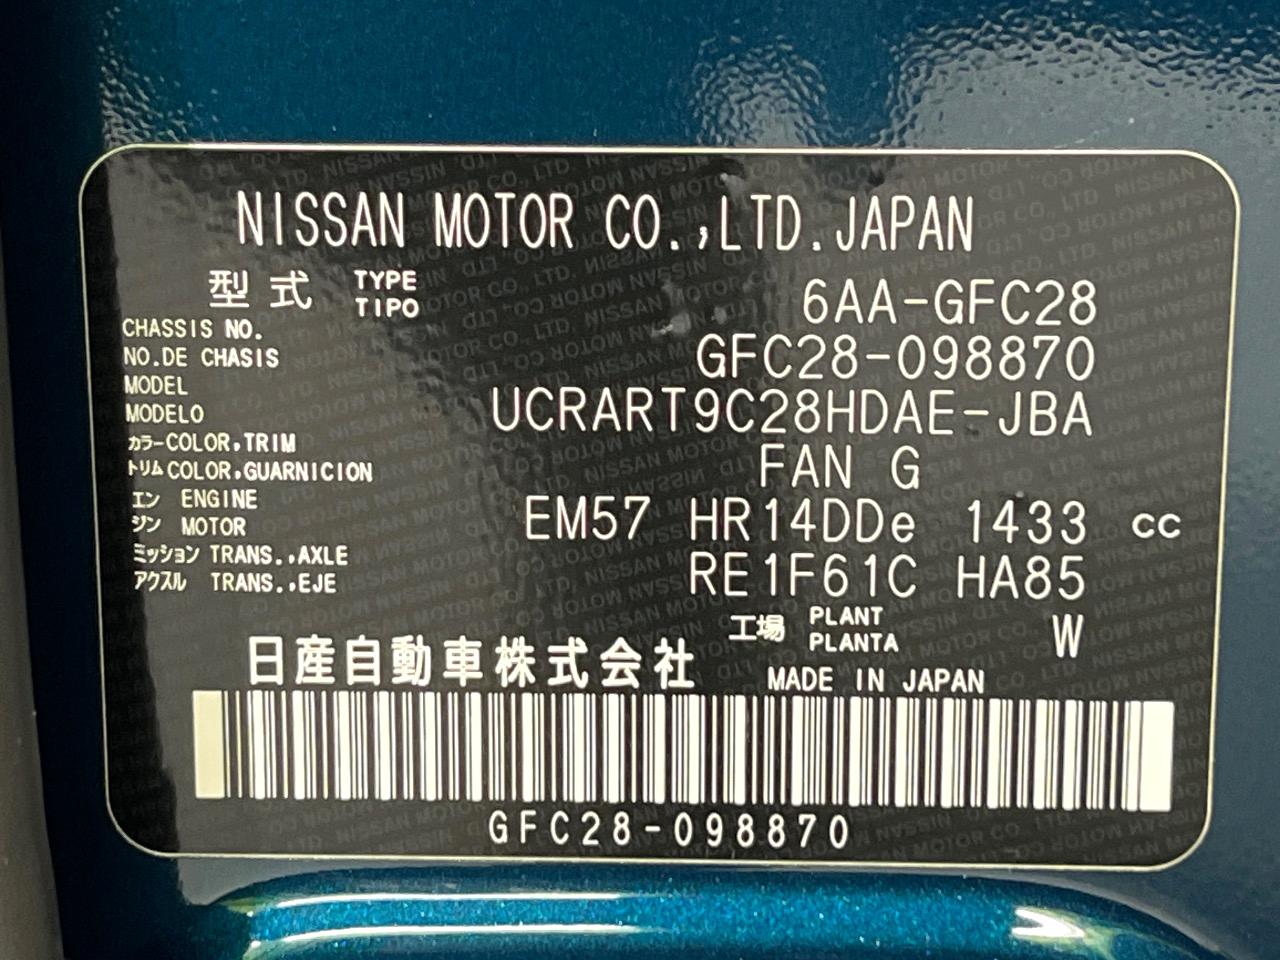 NISSAN MOTOR CO.,LTD.JAPAN
型式 TYPE TIPO 6AA-GFC28
CHASSIS NO.
NO.DE CHASIS GFC28-098870
MODEL
MODELO UCRART9C28HDAE-JBA
カラー COLOR,TRIM
トリム COLOR,GUARNICION FAN G
エン ENGINE
ジン MOTOR EM57 HR14DDe 1433 cc
ミッション TRANS.,AXLE
アクスル TRANS.,EJE RE1F61C HA85
工場 PLANT PLANTA W
日産自動車株式会社 MADE IN JAPAN
GFC28-098870